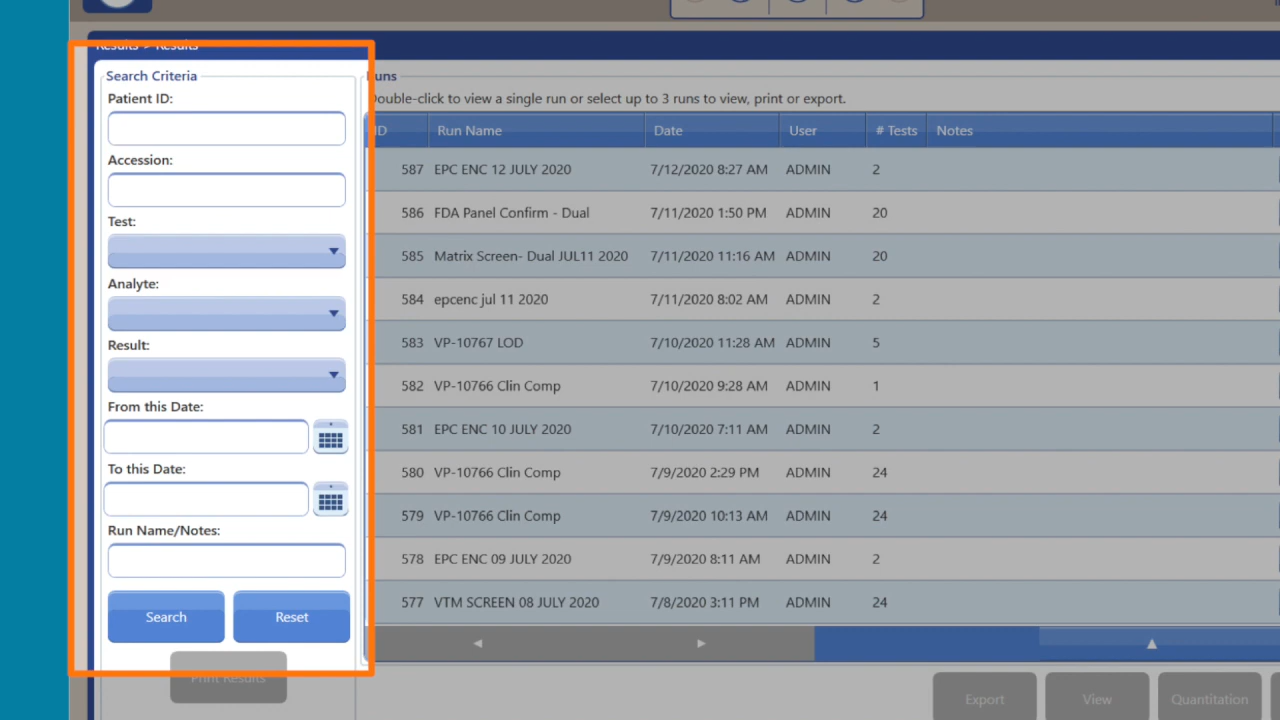 Results > Results
Search Criteria
Patient ID:
Accession:
Test:
Analyte:
Result:
From this Date:
To this Date:
Run Name/Notes:
Search Reset
Print Results
Runs
Double-click to view a single run or select up to 3 runs to view, print or export.
ID Run Name Date User # Tests Notes
587 EPC ENC 12 JULY 2020 7/12/2020 8:27 AM ADMIN 2
586 FDA Panel Confirm - Dual 7/11/2020 1:50 PM ADMIN 20
585 Matrix Screen- Dual JUL11 2020 7/11/2020 11:16 AM ADMIN 20
584 epcenc jul 11 2020 7/11/2020 8:02 AM ADMIN 2
583 VP-10767 LOD 7/10/2020 11:28 AM ADMIN 5
582 VP-10766 Clin Comp 7/10/2020 9:28 AM ADMIN 1
581 EPC ENC 10 JULY 2020 7/10/2020 7:11 AM ADMIN 2
580 VP-10766 Clin Comp 7/9/2020 2:29 PM ADMIN 24
579 VP-10766 Clin Comp 7/9/2020 10:13 AM ADMIN 24
578 EPC ENC 09 JULY 2020 7/9/2020 8:11 AM ADMIN 2
577 VTM SCREEN 08 JULY 2020 7/8/2020 3:11 PM ADMIN 24
Export View Quantitation